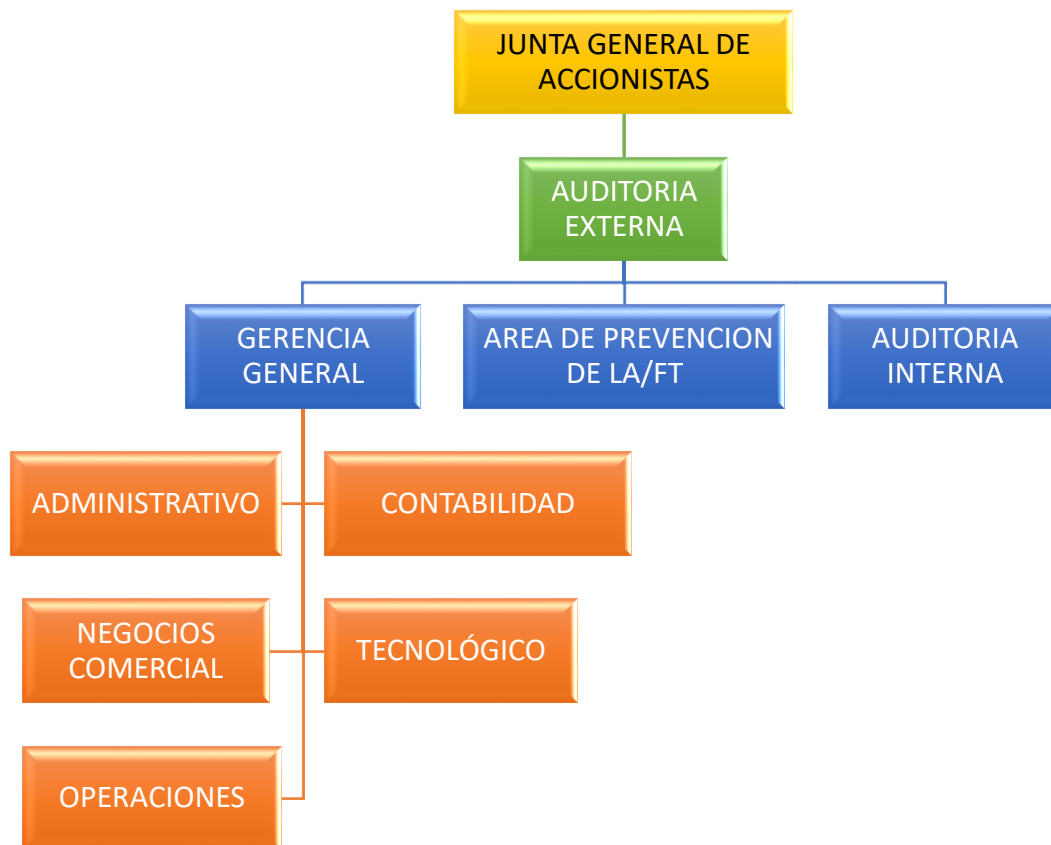 JUNTA GENERAL DE
ACCIONISTAS
AUDITORIA
EXTERNA
GERENCIA
GENERAL
AREA DE PREVENCION
DE LA/FT
AUDITORIA
INTERNA
ADMINISTRATIVO
CONTABILIDAD
NEGOCIOS
COMERCIAL
TECNOLÓGICO
OPERACIONES